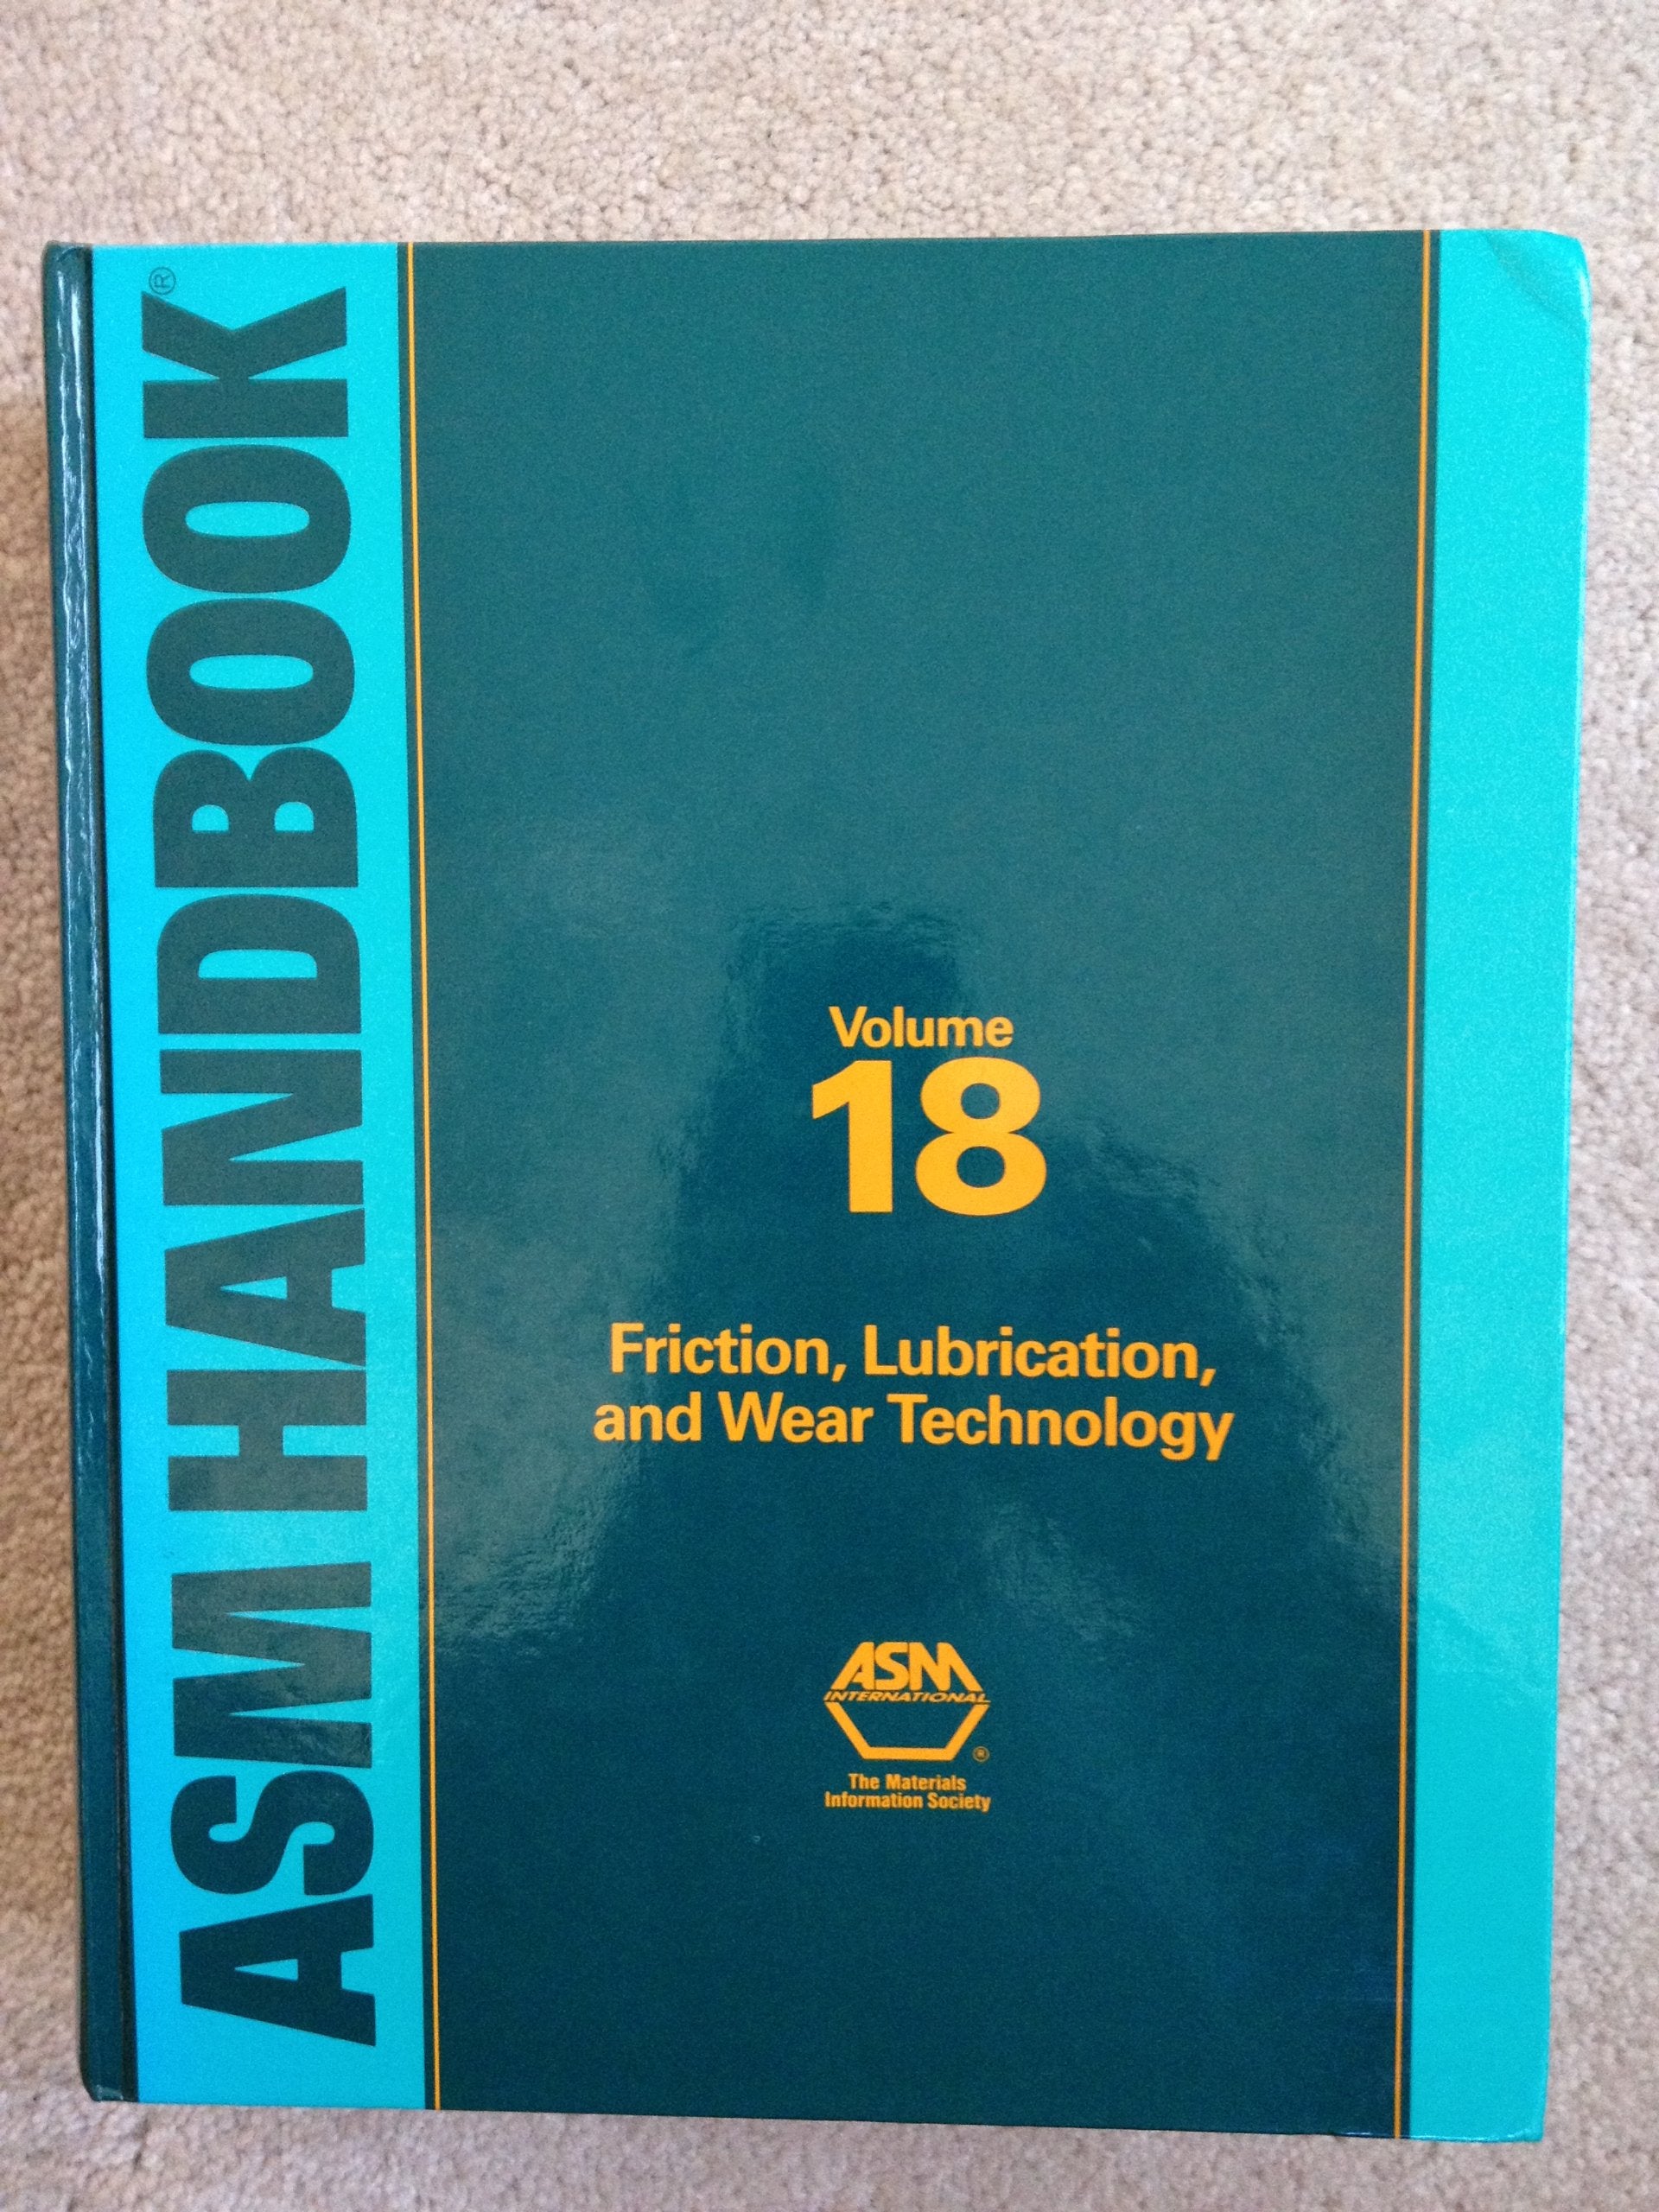 ASM HANDBOOK®
Volume
18
Friction, Lubrication,
and Wear Technology
ASM
INTERNATIONAL
®
The Materials
Information Society